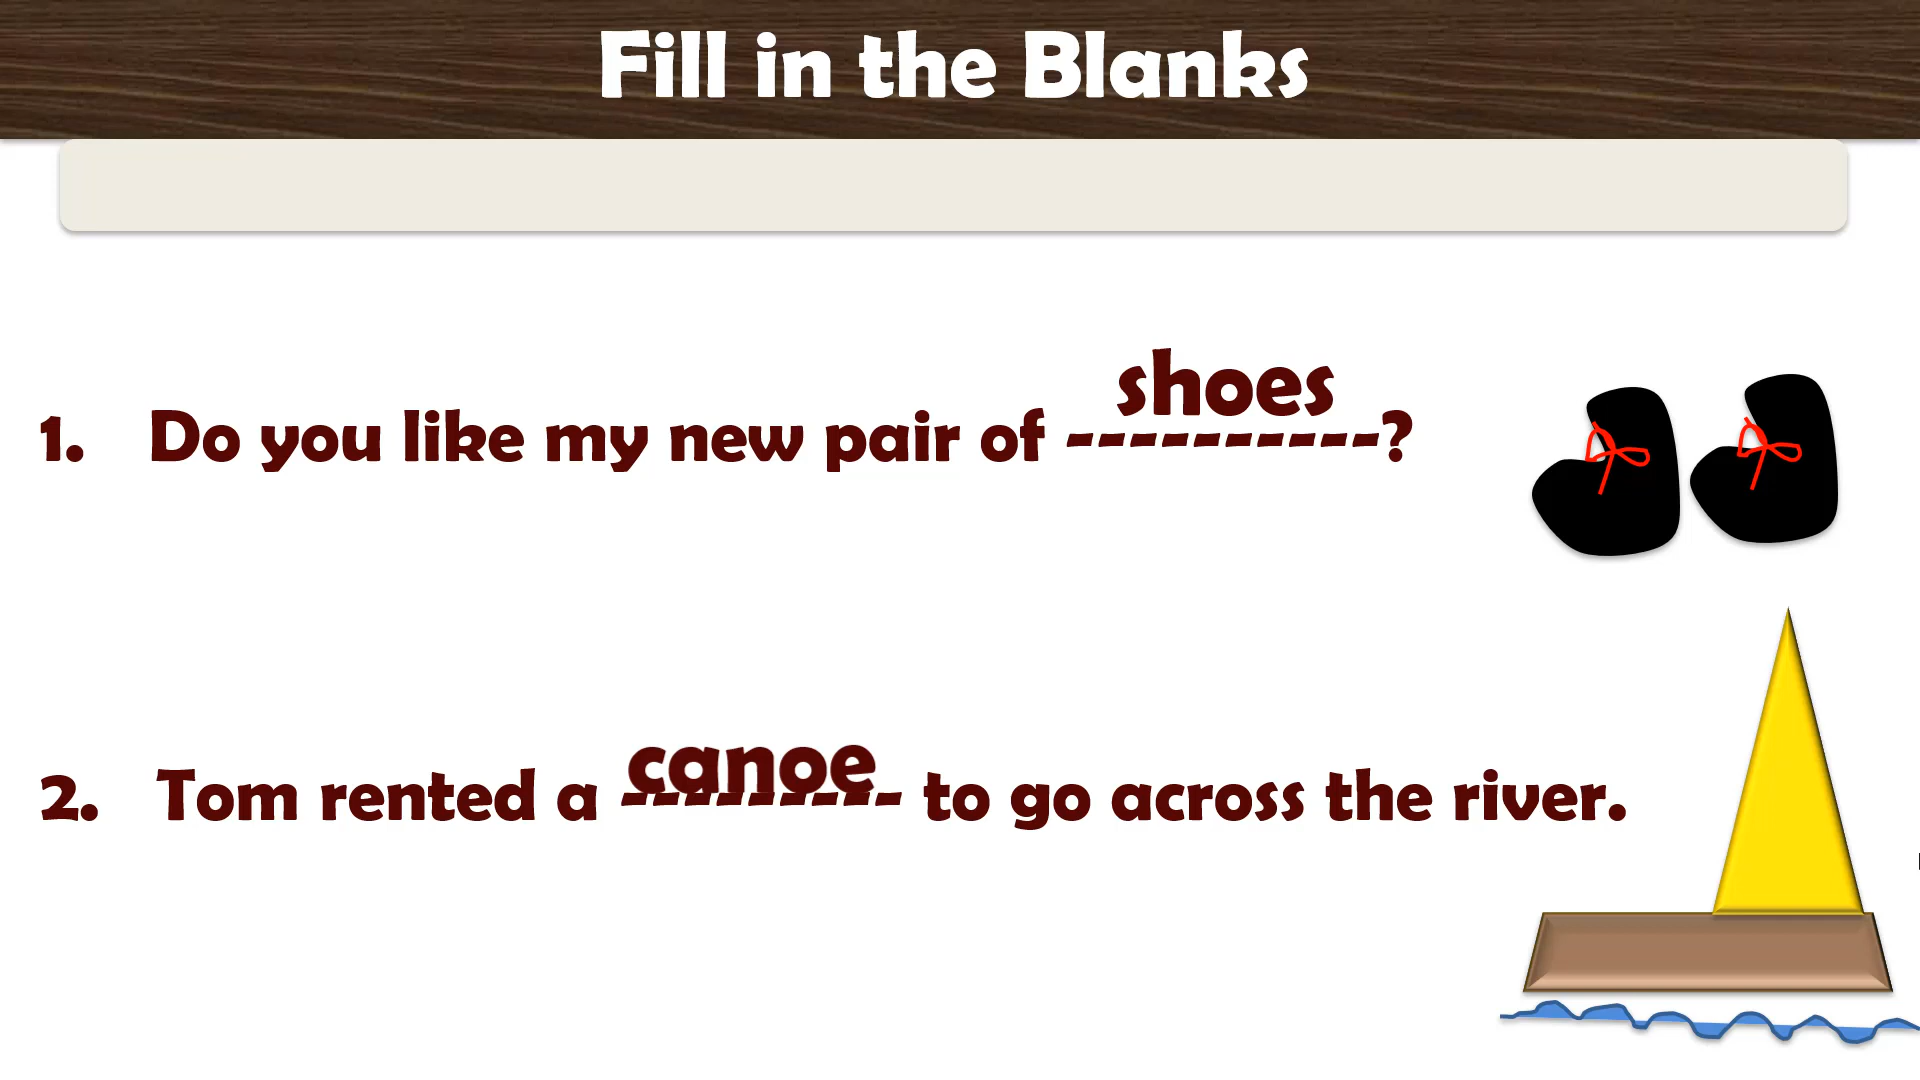 Fill in the Blanks
shoes
1. Do you like my new pair of ----------?
canoe
2. Tom rented a --------- to go across the river.